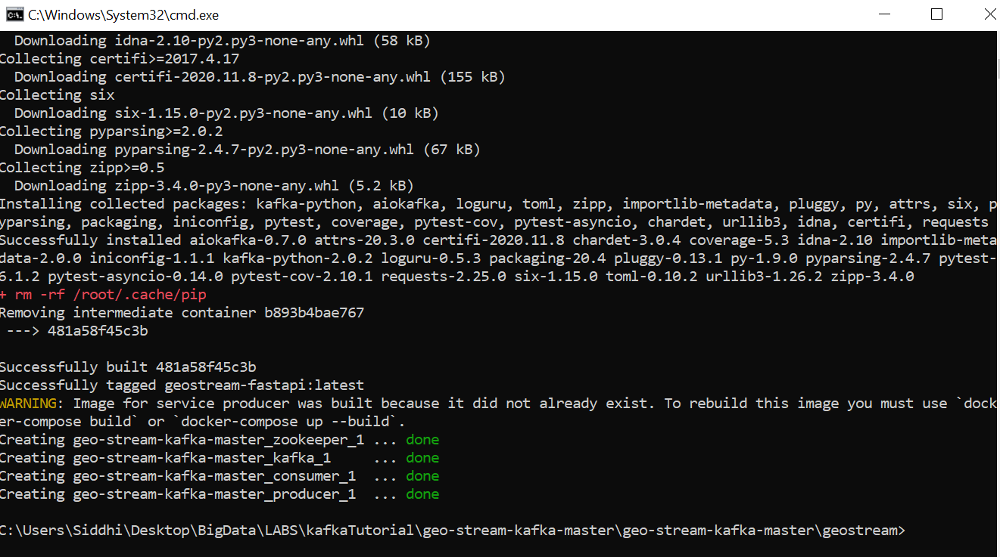 C:\Windows\System32\cmd.exe
Downloading idna-2.10-py2.py3-none-any.whl (58 kB)
Collecting certifi>=2017.4.17
Downloading certifi-2020.11.8-py2.py3-none-any.whl (155 kB)
Collecting six
Downloading six-1.15.0-py2.py3-none-any.whl (10 kB)
Collecting pyparsing>=2.0.2
Downloading pyparsing-2.4.7-py2.py3-none-any.whl (67 kB)
Collecting zipp>=0.5
Downloading zipp-3.4.0-py3-none-any.whl (5.2 kB)
Installing collected packages: kafka-python, aiokafka, loguru, toml, zipp, importlib-metadata, pluggy, py, attrs, six, p
yparsing, packaging, iniconfig, pytest, coverage, pytest-cov, pytest-asyncio, chardet, urllib3, idna, certifi, requests
Successfully installed aiokafka-0.7.0 attrs-20.3.0 certifi-2020.11.8 chardet-3.0.4 coverage-5.3 idna-2.10 importlib-meta
data-2.0.0 iniconfig-1.1.1 kafka-python-2.0.2 loguru-0.5.3 packaging-20.4 pluggy-0.13.1 py-1.9.0 pyparsing-2.4.7 pytest-
6.1.2 pytest-asyncio-0.14.0 pytest-cov-2.10.1 requests-2.25.0 six-1.15.0 toml-0.10.2 urllib3-1.26.2 zipp-3.4.0
+ rm -rf /root/.cache/pip
Removing intermediate container b893b4bae767
---> 481a58f45c3b
Successfully built 481a58f45c3b
Successfully tagged geostream-fastapi:latest
WARNING: Image for service producer was built because it did not already exist. To rebuild this image you must use `dock
er-compose build` or `docker-compose up --build`.
Creating geo-stream-kafka-master_zookeeper_1 ... done
Creating geo-stream-kafka-master_kafka_1     ... done
Creating geo-stream-kafka-master_consumer_1  ... done
Creating geo-stream-kafka-master_producer_1  ... done
C:\Users\Siddhi\Desktop\BigData\LABS\kafkaTutorial\geo-stream-kafka-master\geo-stream-kafka-master\geostream>